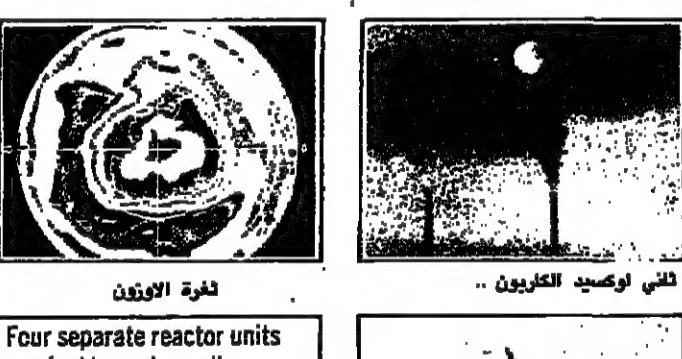 ثاني اوكسيد الكاربون ..
ثغرة الاوزون
Four separate reactor units